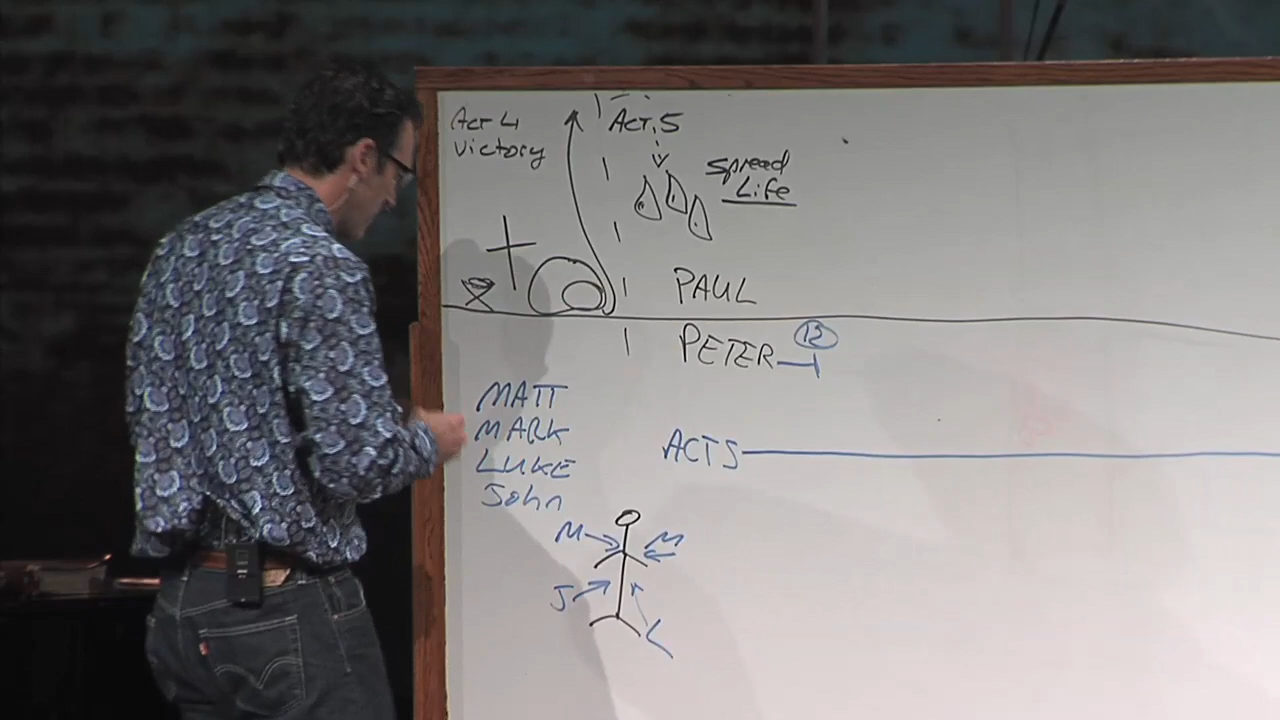 Act 4
Victory
Act. 5
Spread
Life
PAUL
PETER
12
MATT
MARK
LUKE
John
ACTS
M
M
J
L